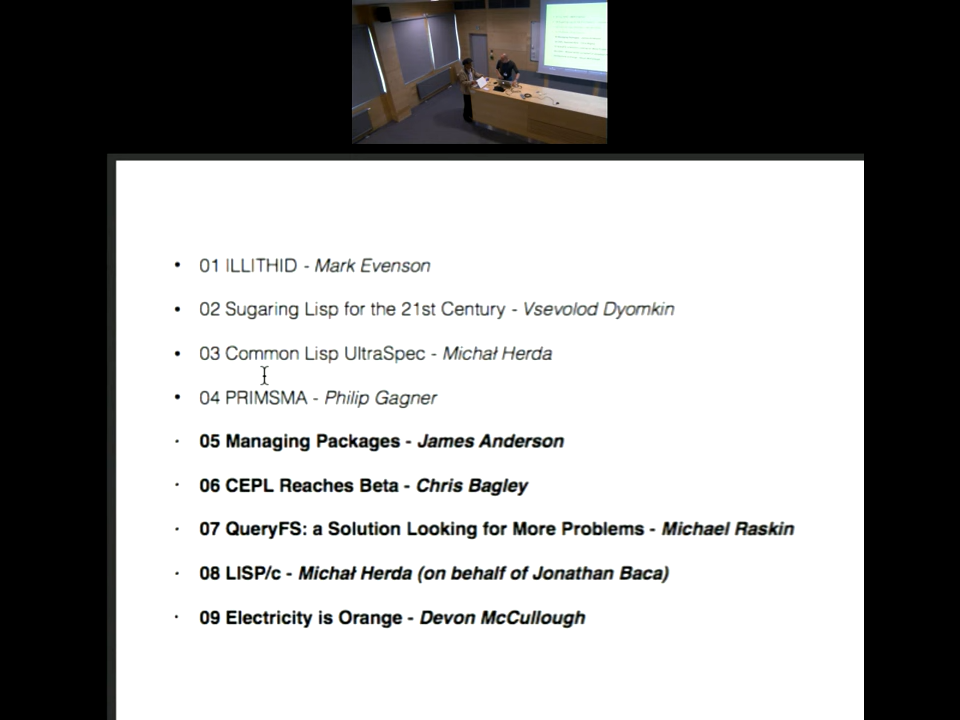 • 01 ILLITHID - Mark Evenson
• 02 Sugaring Lisp for the 21st Century - Vsevolod Dyomkin
• 03 Common Lisp UltraSpec - Michał Herda
• 04 PRIMSMA - Philip Gagner
· 05 Managing Packages - James Anderson
· 06 CEPL Reaches Beta - Chris Bagley
· 07 QueryFS: a Solution Looking for More Problems - Michael Raskin
· 08 LISP/c - Michał Herda (on behalf of Jonathan Baca)
· 09 Electricity is Orange - Devon McCullough